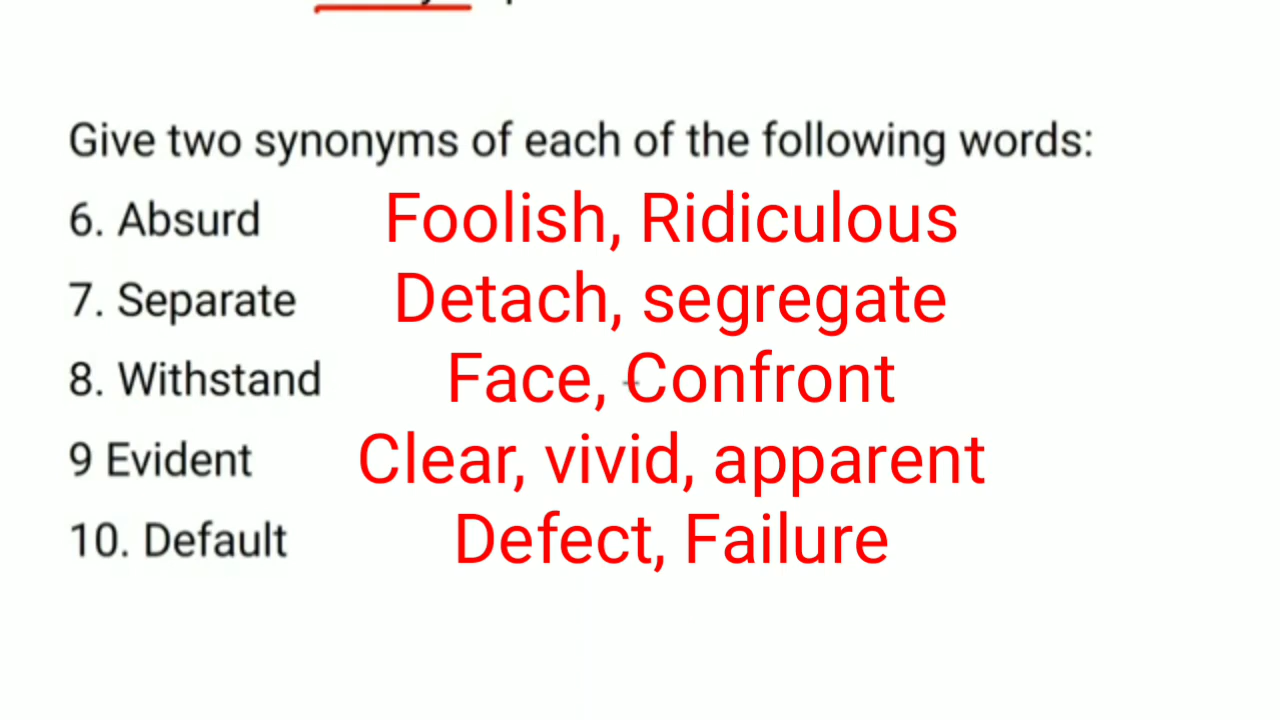 Give two synonyms of each of the following words:
6. Absurd Foolish, Ridiculous
7. Separate Detach, segregate
8. Withstand Face, Confront
9 Evident Clear, vivid, apparent
10. Default Defect, Failure